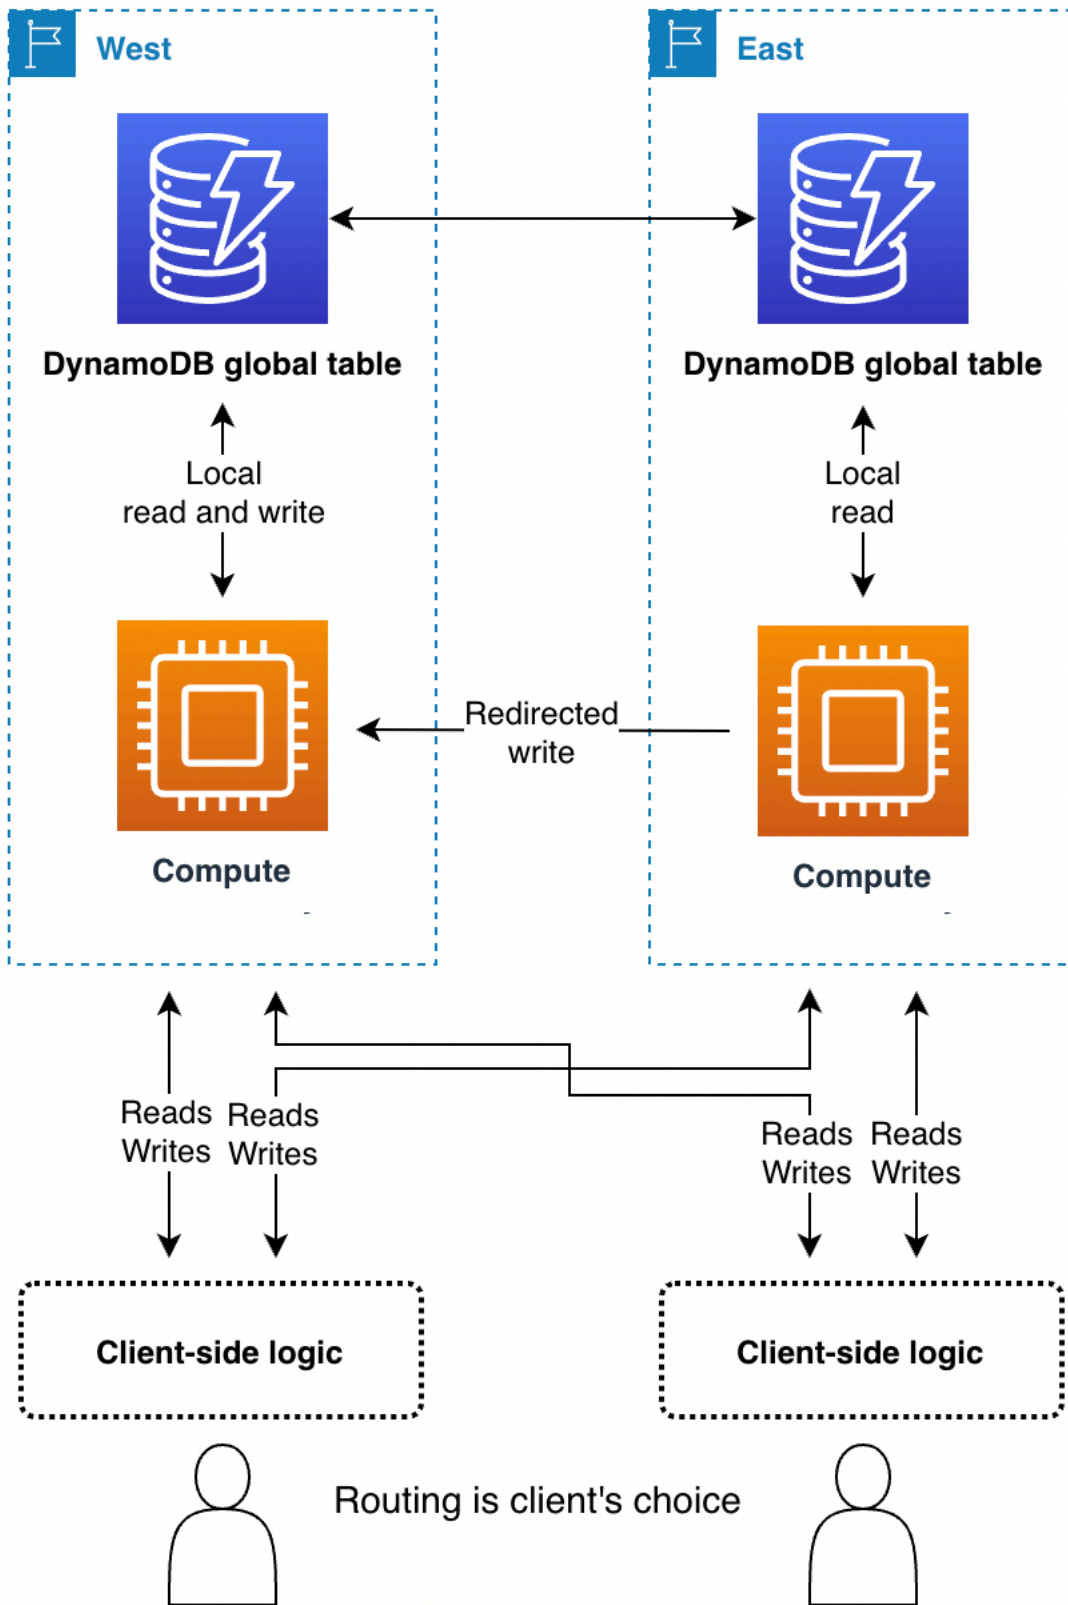 West
East
DynamoDB global table
DynamoDB global table
Local
read and write
Local
read
Redirected
write
Compute
Compute
Reads
Writes
Reads
Writes
Reads
Writes
Reads
Writes
Client-side logic
Client-side logic
Routing is client's choice